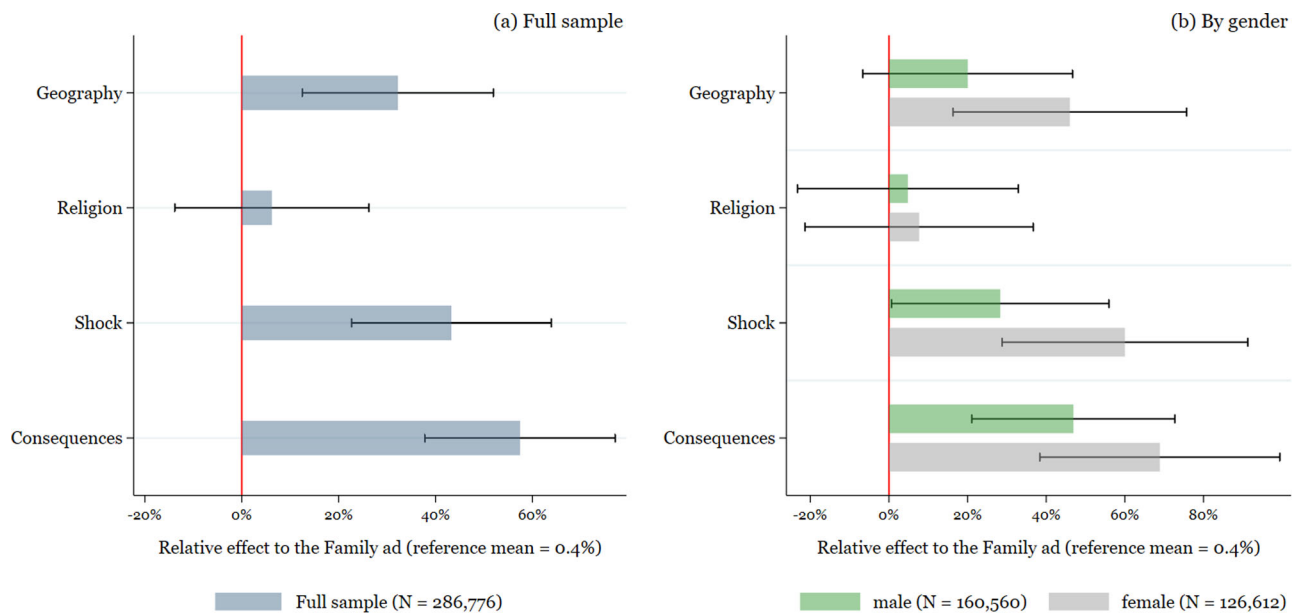 (a) Full sample
Geography
Religion
Shock
Consequences
-20%
0%
20%
40%
60%
Relative effect to the Family ad (reference mean = 0.4%)
Full sample (N = 286,776)
(b) By gender
Geography
Religion
Shock
Consequences
-20%
0%
20%
40%
60%
80%
Relative effect to the Family ad (reference mean = 0.4%)
male (N = 160,560)
female (N = 126,612)